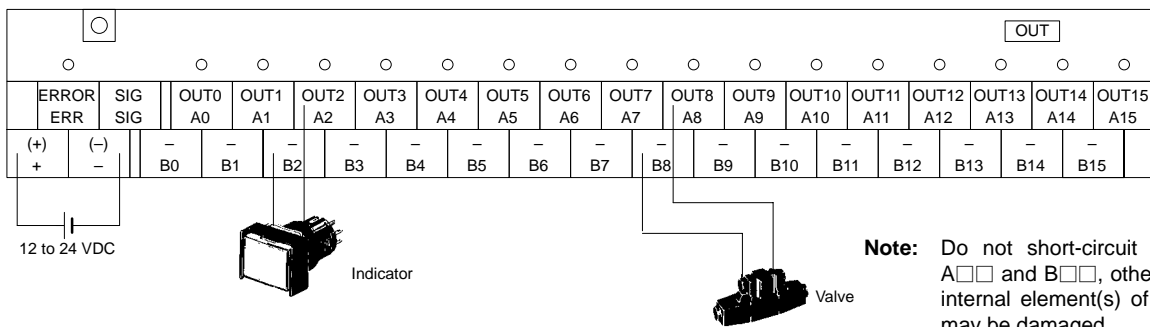 OUT
ERROR SIG OUT0 OUT1 OUT2 OUT3 OUT4 OUT5 OUT6 OUT7 OUT8 OUT9 OUT10 OUT11 OUT12 OUT13 OUT14 OUT15
ERR SIG A0 A1 A2 A3 A4 A5 A6 A7 A8 A9 A10 A11 A12 A13 A14 A15
(+) (–) – – – – – – – – – – – – – – – –
+ – B0 B1 B2 B3 B4 B5 B6 B7 B8 B9 B10 B11 B12 B13 B14 B15
12 to 24 VDC
Indicator
Valve
Note: Do not short-circuit
A□□ and B□□, othe
internal element(s) of
may be damaged